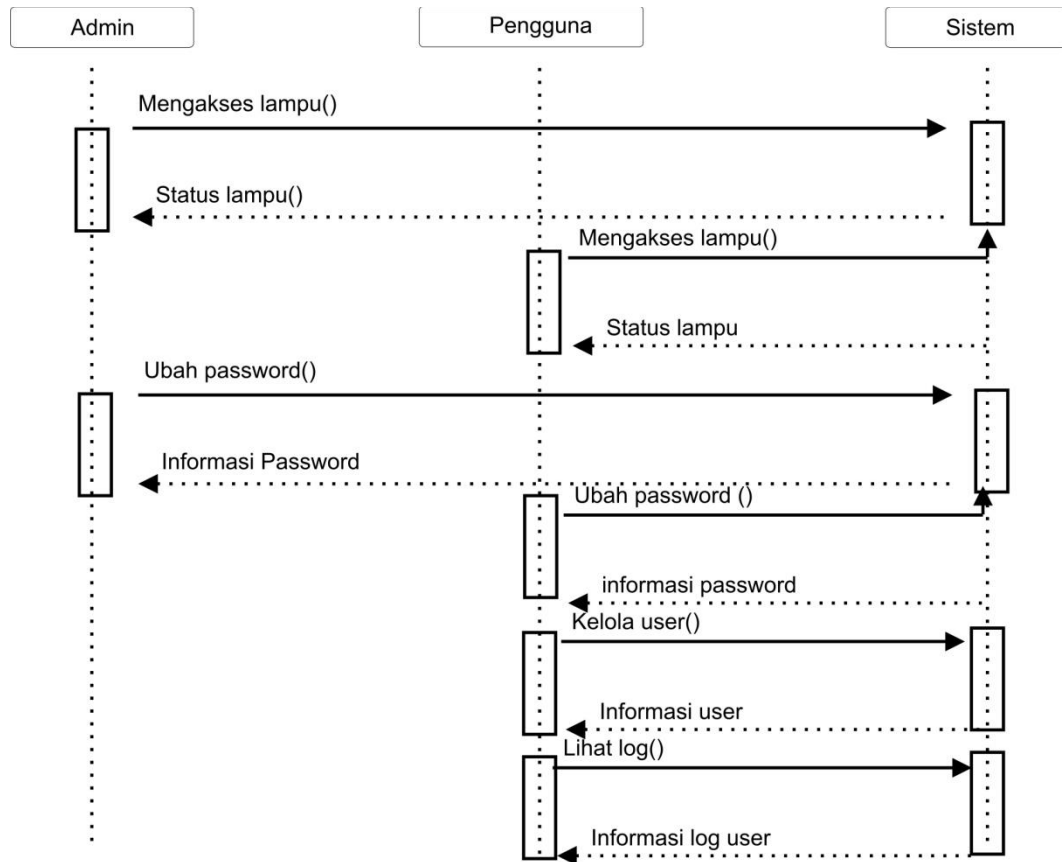 Admin
Pengguna
Sistem
Mengakses lampu()
Status lampu()
Mengakses lampu()
Status lampu
Ubah password()
Informasi Password
Ubah password ()
informasi password
Kelola user()
Informasi user
Lihat log()
Informasi log user